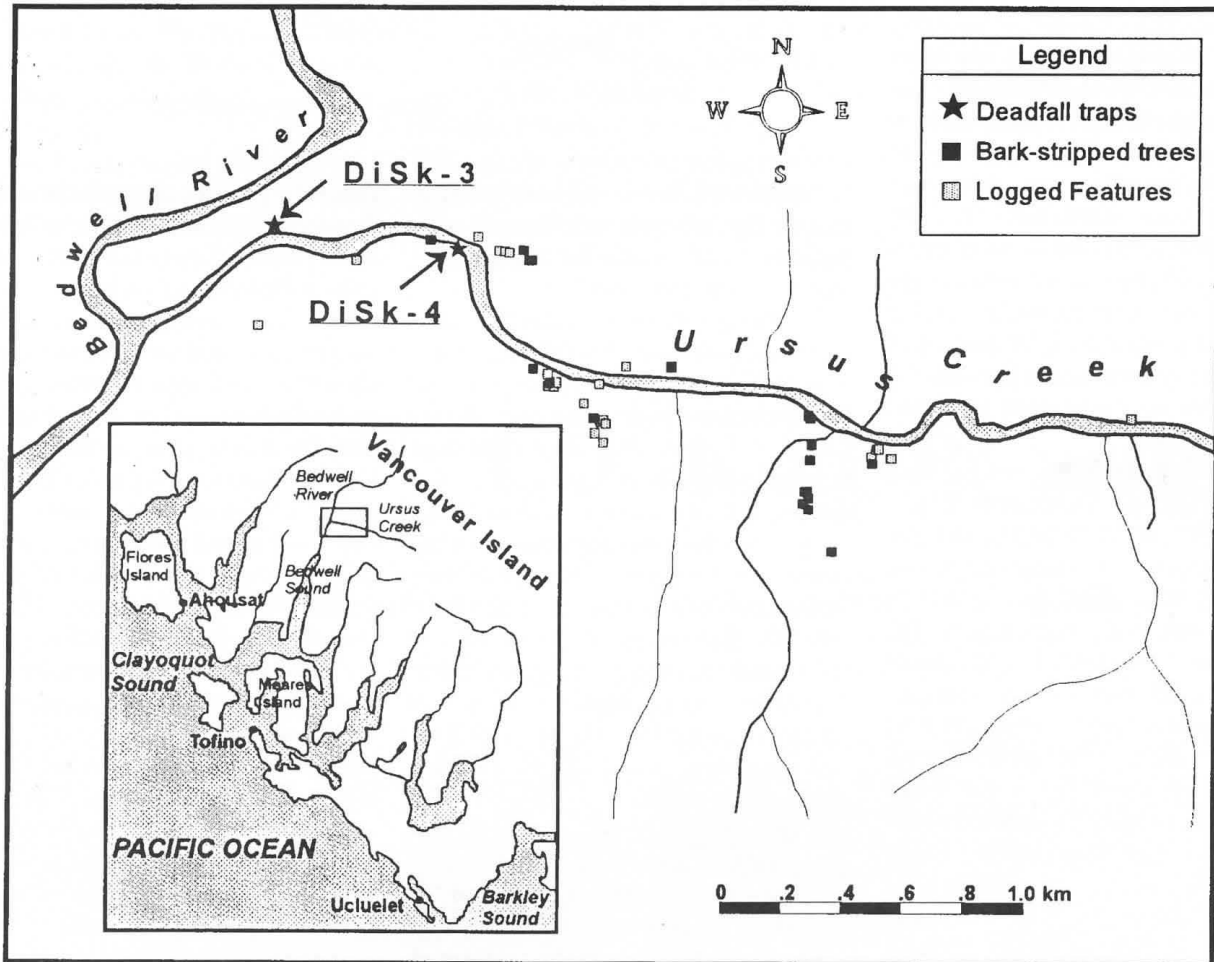 N
W E
S
Legend
Deadfall traps
Bark-stripped trees
Logged Features
Bedwell River
DiSk-3
DiSk-4
Ursus Creek
Vancouver Island
Bedwell
River
Ursus
Creek
Flores
Island
Bedwell
Sound
Ahousat
Clayoquot
Sound
Meares
Island
Tofino
PACIFIC OCEAN
Ucluelet
Barkley
Sound
0 .2 .4 .6 .8 1.0 km